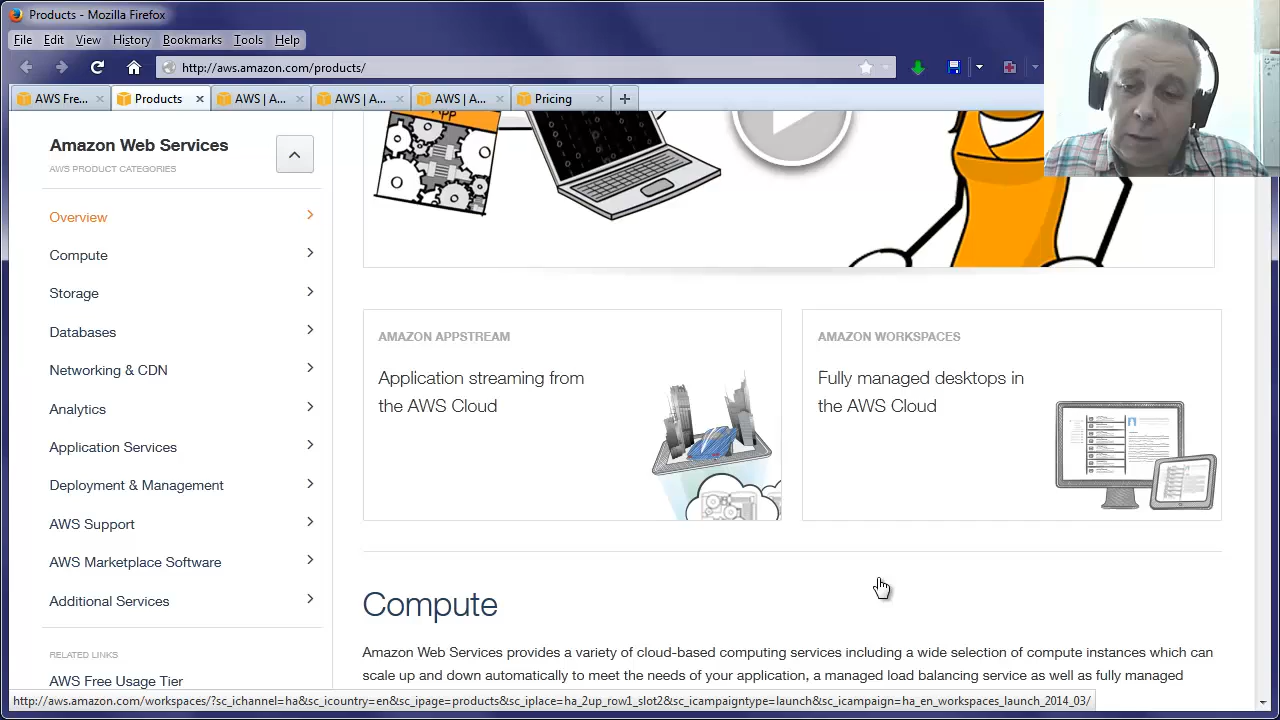 Products - Mozilla Firefox
File Edit View History Bookmarks Tools Help
http://aws.amazon.com/products/
AWS Fre... × Products × AWS | A... × AWS | A... × AWS | A... × Pricing ×
Amazon Web Services
AWS PRODUCT CATEGORIES
Overview
Compute
Storage
Databases
Networking & CDN
Analytics
Application Services
Deployment & Management
AWS Support
AWS Marketplace Software
Additional Services
RELATED LINKS
AWS Free Usage Tier
APP
AMAZON APPSTREAM
Application streaming from
the AWS Cloud
AMAZON WORKSPACES
Fully managed desktops in
the AWS Cloud
Compute
Amazon Web Services provides a variety of cloud-based computing services including a wide selection of compute instances which can
scale up and down automatically to meet the needs of your application, a managed load balancing service as well as fully managed
http://aws.amazon.com/workspaces/?sc_ichannel=ha&sc_icountry=en&sc_ipage=products&sc_iplace=ha_2up_row1_slot2&sc_icampaigntype=launch&sc_icampaign=ha_en_workspaces_launch_2014_03/